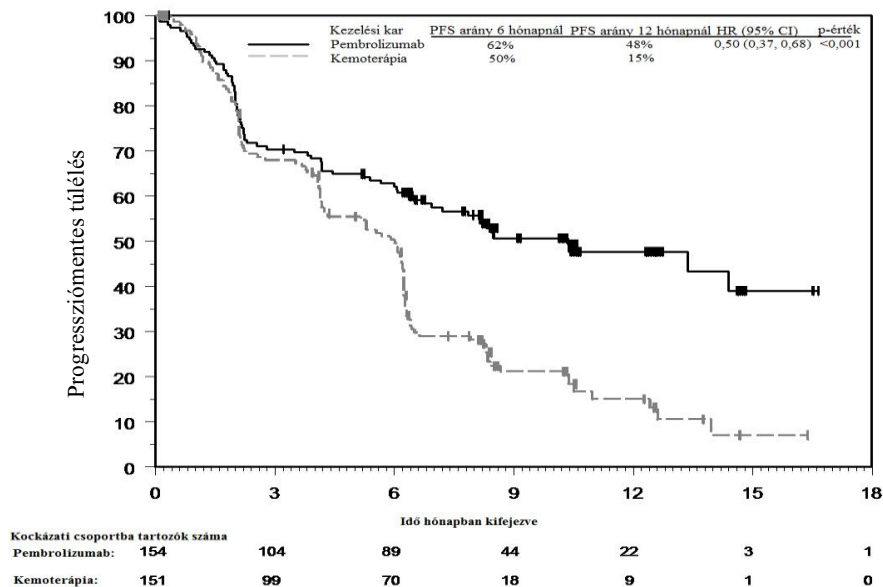 Kezelési kar PFS arány 6 hónapnál PFS arány 12 hónapnál HR (95% CI) p-érték
Pembrolizumab 62% 48% 0,50 (0,37, 0,68) <0,001
Kemoterápia 50% 15%
Progressziómentes túlélés
100
90
80
70
60
50
40
30
20
10
0
0 3 6 9 12 15 18
Idő hónapban kifejezve
Kockázati csoportba tartozók száma
Pembrolizumab: 154 104 89 44 22 3 1
Kemoterápia: 151 99 70 18 9 1 0